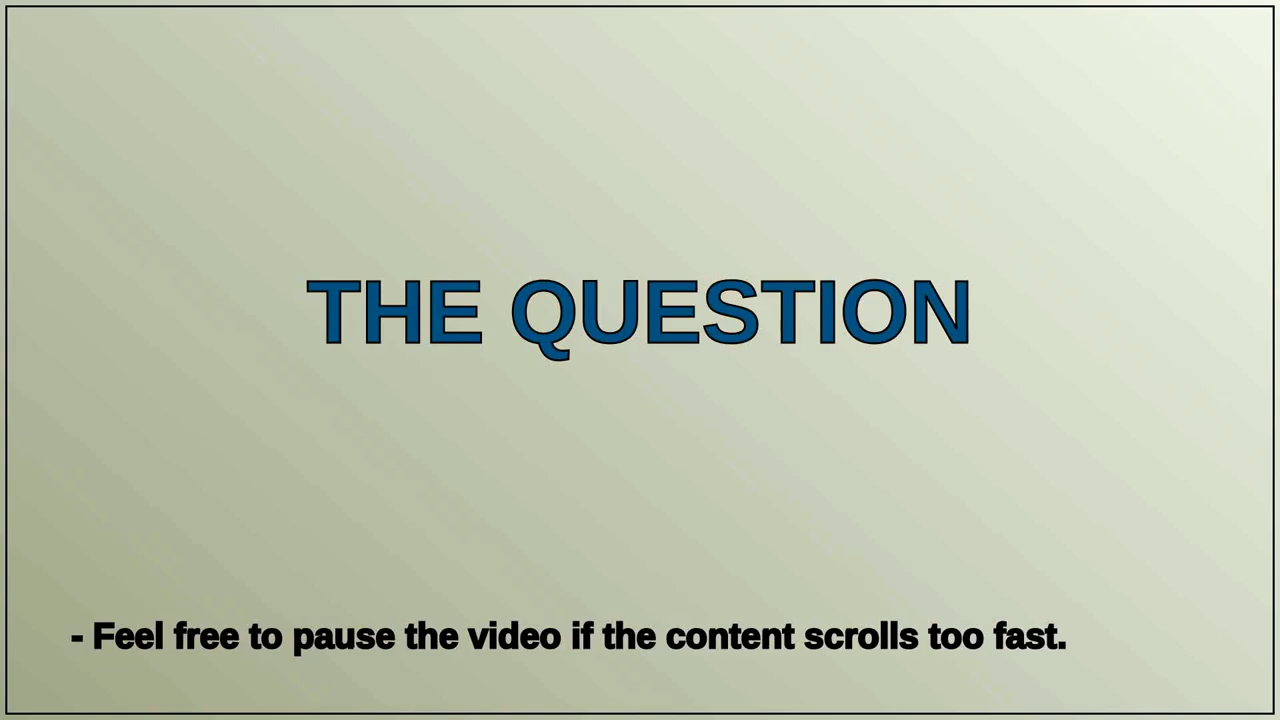 THE QUESTION
- Feel free to pause the video if the content scrolls too fast.